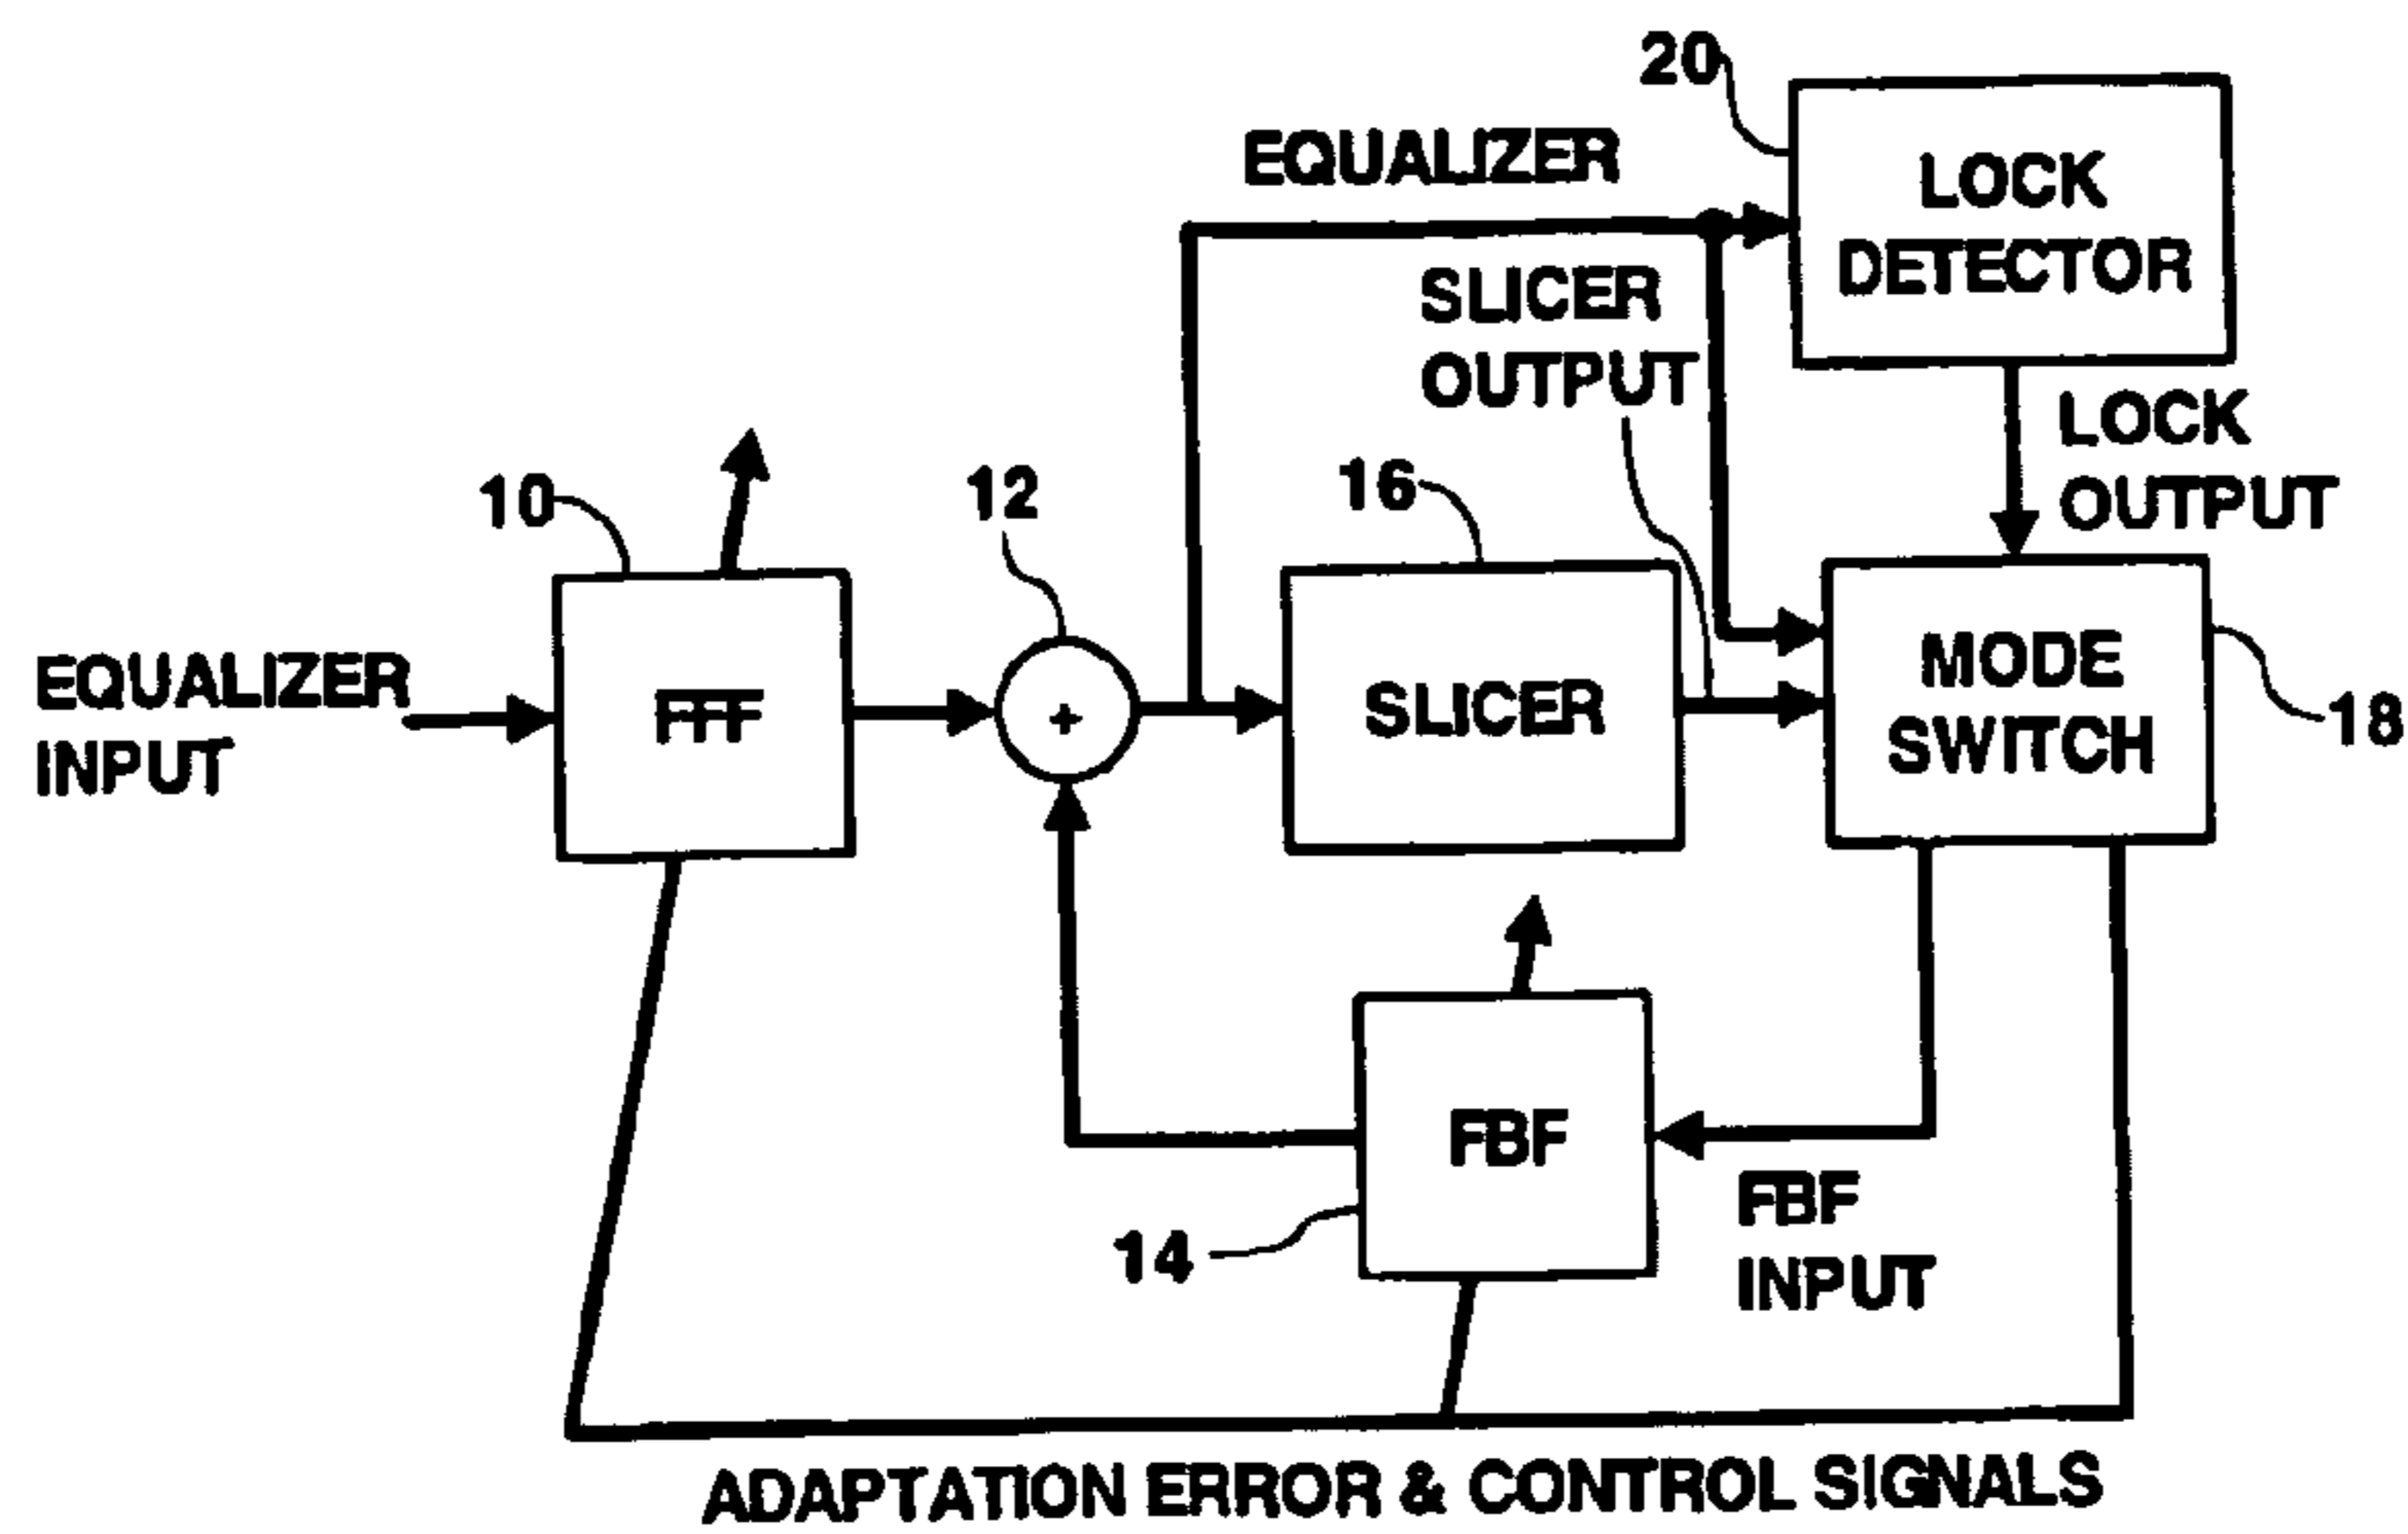 20
EQUALIZER
LOCK
DETECTOR
SLICER
OUTPUT
LOCK
OUTPUT
10
12
16
EQUALIZER
INPUT
FFF
+
SLICER
MODE
SWITCH
18
FBF
14
FBF
INPUT
ADAPTATION ERROR & CONTROL SIGNALS